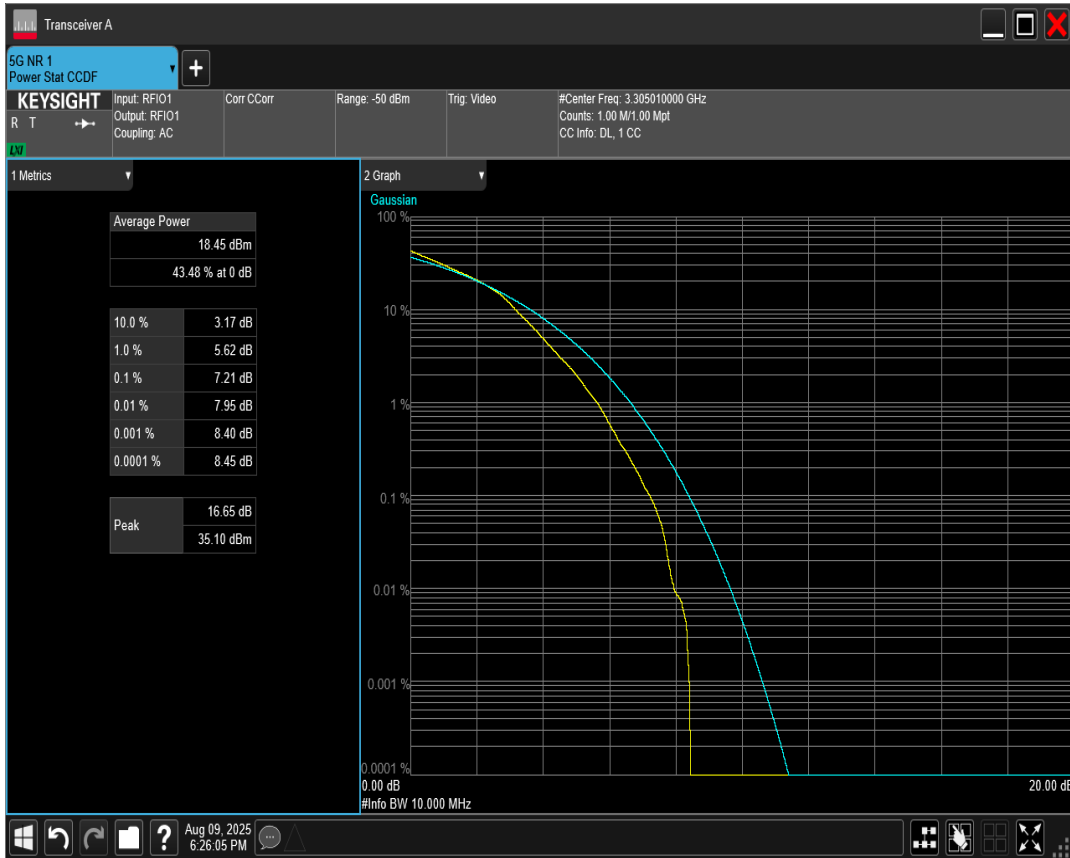 Transceiver A
5G NR 1
Power Stat CCDF
KEYSIGHT
R T
LXI
Input: RFIO1
Output: RFIO1
Coupling: AC
Corr CCorr
Range: -50 dBm
Trig: Video
#Center Freq: 3.305010000 GHz
Counts: 1.00 M/1.00 Mpt
CC Info: DL, 1 CC
1 Metrics
Average Power
18.45 dBm
43.48 % at 0 dB
10.0 % 3.17 dB
1.0 % 5.62 dB
0.1 % 7.21 dB
0.01 % 7.95 dB
0.001 % 8.40 dB
0.0001 % 8.45 dB
Peak
16.65 dB
35.10 dBm
2 Graph
Gaussian
100 %
10 %
1 %
0.1 %
0.01 %
0.001 %
0.0001 %
0.00 dB 20.00 dB
#Info BW 10.000 MHz
?
Aug 09, 2025
6:26:05 PM